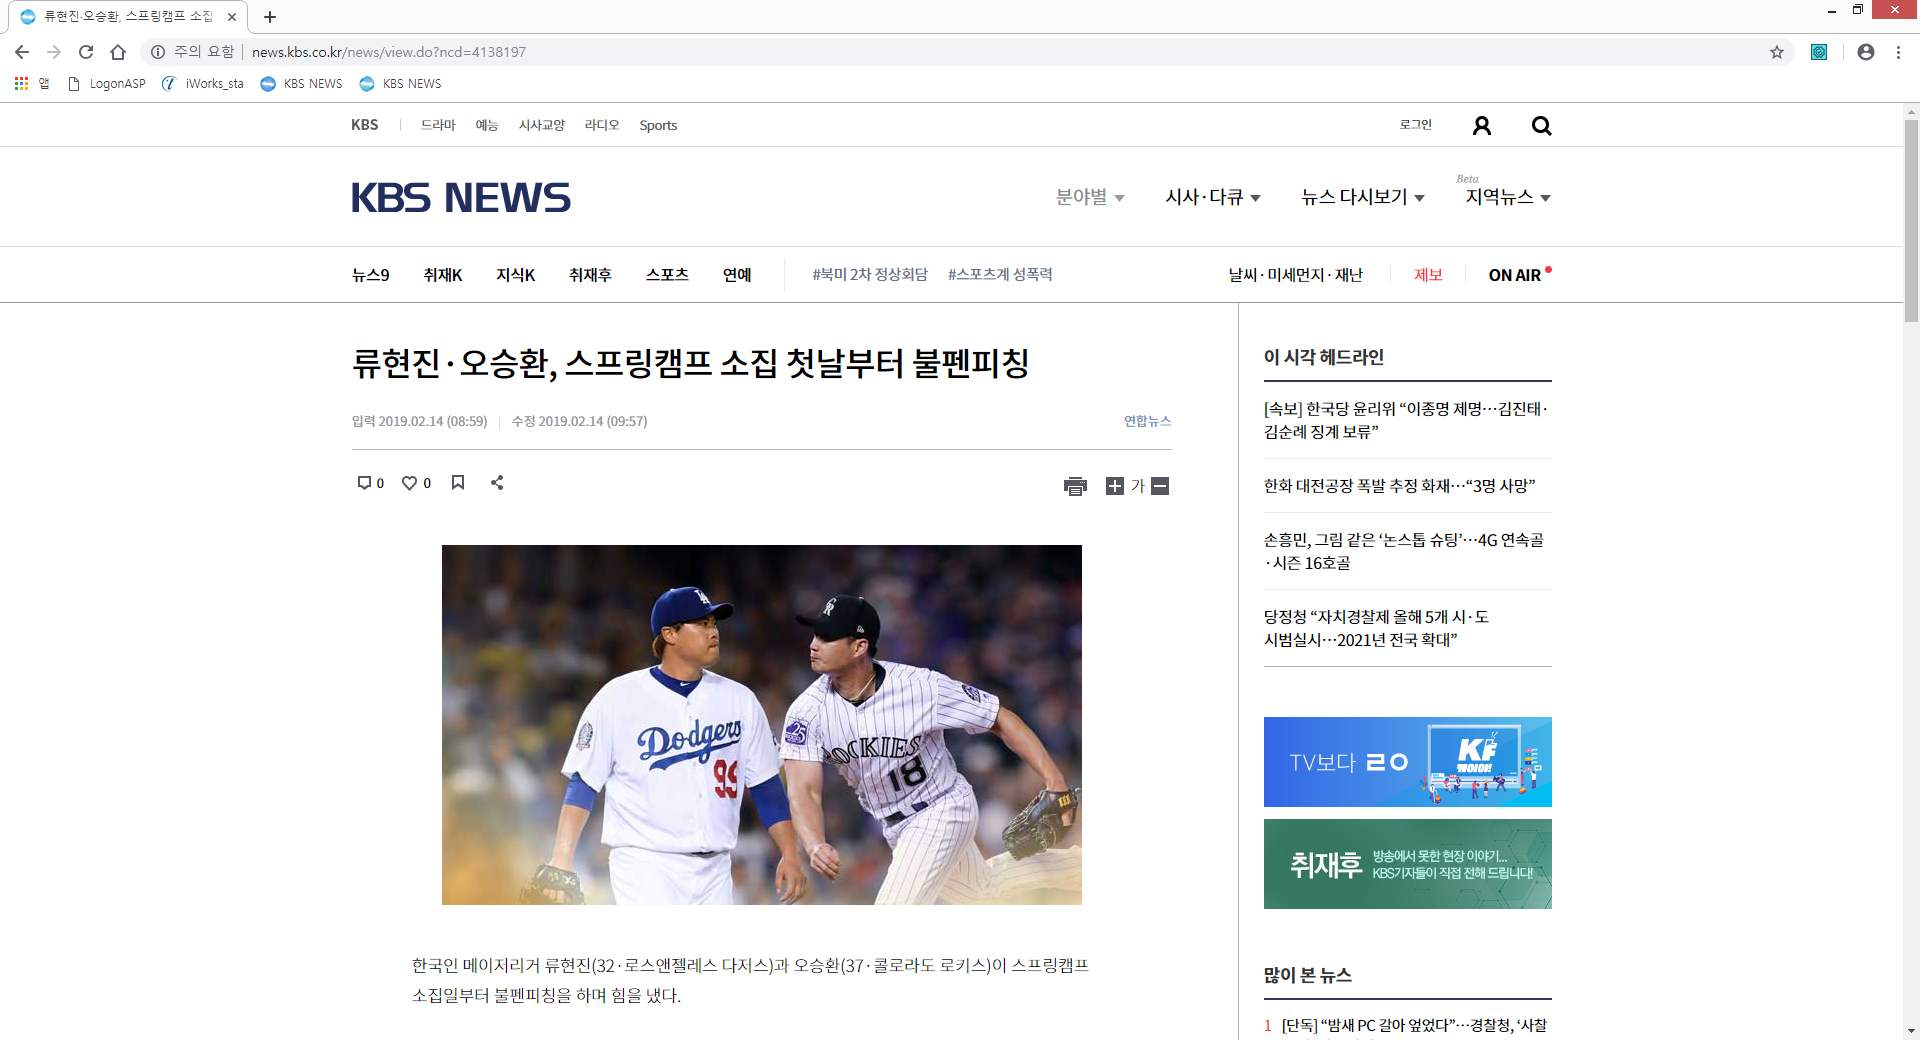 류현진·오승환, 스프링캠프 소집
주의 요함
news.kbs.co.kr/news/view.do?ncd=4138197
앱
LogonASP
iWorks_sta
KBS NEWS
KBS NEWS
KBS
드라마
예능
시사교양
라디오
Sports
로그인
KBS NEWS
분야별
시사·다큐
뉴스 다시보기
Beta
지역뉴스
뉴스9
취재K
지식K
취재후
스포츠
연예
#북미 2차 정상회담
#스포츠계 성폭력
날씨·미세먼지·재난
제보
ON AIR
류현진·오승환, 스프링캠프 소집 첫날부터 불펜피칭
입력 2019.02.14 (08:59)
수정 2019.02.14 (09:57)
연합뉴스
0
0
가
LA
CR
Dodgers
99
25
ROCKIES
18
한국인 메이저리거 류현진(32·로스앤젤레스 다저스)과 오승환(37·콜로라도 로키스)이 스프링캠프
소집일부터 불펜피칭을 하며 힘을 냈다.
이 시각 헤드라인
[속보] 한국당 윤리위 “이종명 제명…김진태·
김순례 징계 보류”
한화 대전공장 폭발 추정 화재…“3명 사망”
손흥민, 그림 같은 ‘논스톱 슈팅’…4G 연속골
·시즌 16호골
당정청 “자치경찰제 올해 5개 시·도
시범실시…2021년 전국 확대”
TV보다 ㄹㅇ
KF
케이야!
취재후
방송에서 못한 현장 이야기...
KBS기자들이 직접 전해 드립니다!
많이 본 뉴스
1 [단독] “밤새 PC 갈아 엎었다”…경찰청, ‘사찰